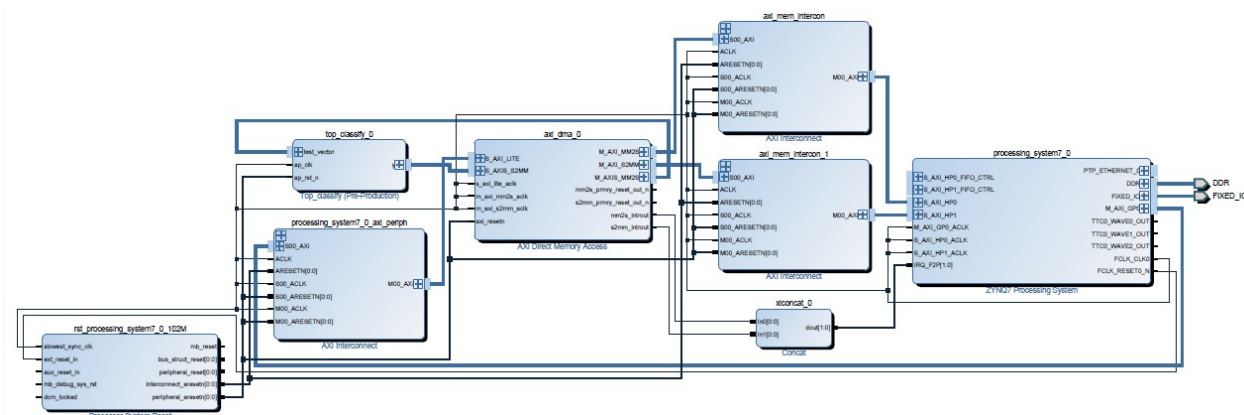 axi_mem_intercon
S00_AXI
ACLK
ARESETN[0:0]
S00_ACLK
S00_ARESETN[0:0]
M00_ACLK
M00_ARESETN[0:0]
M00_AXI
AXI Interconnect
top_classify_0
test_vector
ap_clk
ap_rst_n
Top_classify (Pre-Production)
axi_dma_0
S_AXI_LITE
S_AXIS_S2MM
s_axi_lite_aclk
m_axi_mm2s_aclk
m_axi_s2mm_aclk
axi_resetn
M_AXI_MM2S
M_AXI_S2MM
M_AXIS_MM2S
mm2s_prmry_reset_out_n
s2mm_prmry_reset_out_n
mm2s_introut
s2mm_introut
AXI Direct Memory Access
axi_mem_intercon_1
S00_AXI
ACLK
ARESETN[0:0]
S00_ACLK
S00_ARESETN[0:0]
M00_ACLK
M00_ARESETN[0:0]
M00_AXI
AXI Interconnect
processing_system7_0
S_AXI_HP0_FIFO_CTRL
S_AXI_HP1_FIFO_CTRL
S_AXI_HP0
S_AXI_HP1
M_AXI_GP0_ACLK
S_AXI_HP0_ACLK
S_AXI_HP1_ACLK
IRQ_F2P[1:0]
PTP_ETHERNET_0
DDR
FIXED_IO
M_AXI_GP0
TTC0_WAVE0_OUT
TTC0_WAVE1_OUT
TTC0_WAVE2_OUT
FCLK_CLK0
FCLK_RESET0_N
ZYNQ7 Processing System
DDR
FIXED_IO
processing_system7_0_axi_periph
S00_AXI
ACLK
ARESETN[0:0]
S00_ACLK
S00_ARESETN[0:0]
M00_ACLK
M00_ARESETN[0:0]
M00_AXI
AXI Interconnect
xlconcat_0
In0[0:0]
In1[0:0]
dout[1:0]
Concat
rst_processing_system7_0_102M
slowest_sync_clk
ext_reset_in
aux_reset_in
mb_debug_sys_rst
dcm_locked
mb_reset
bus_struct_reset[0:0]
peripheral_reset[0:0]
interconnect_aresetn[0:0]
peripheral_aresetn[0:0]